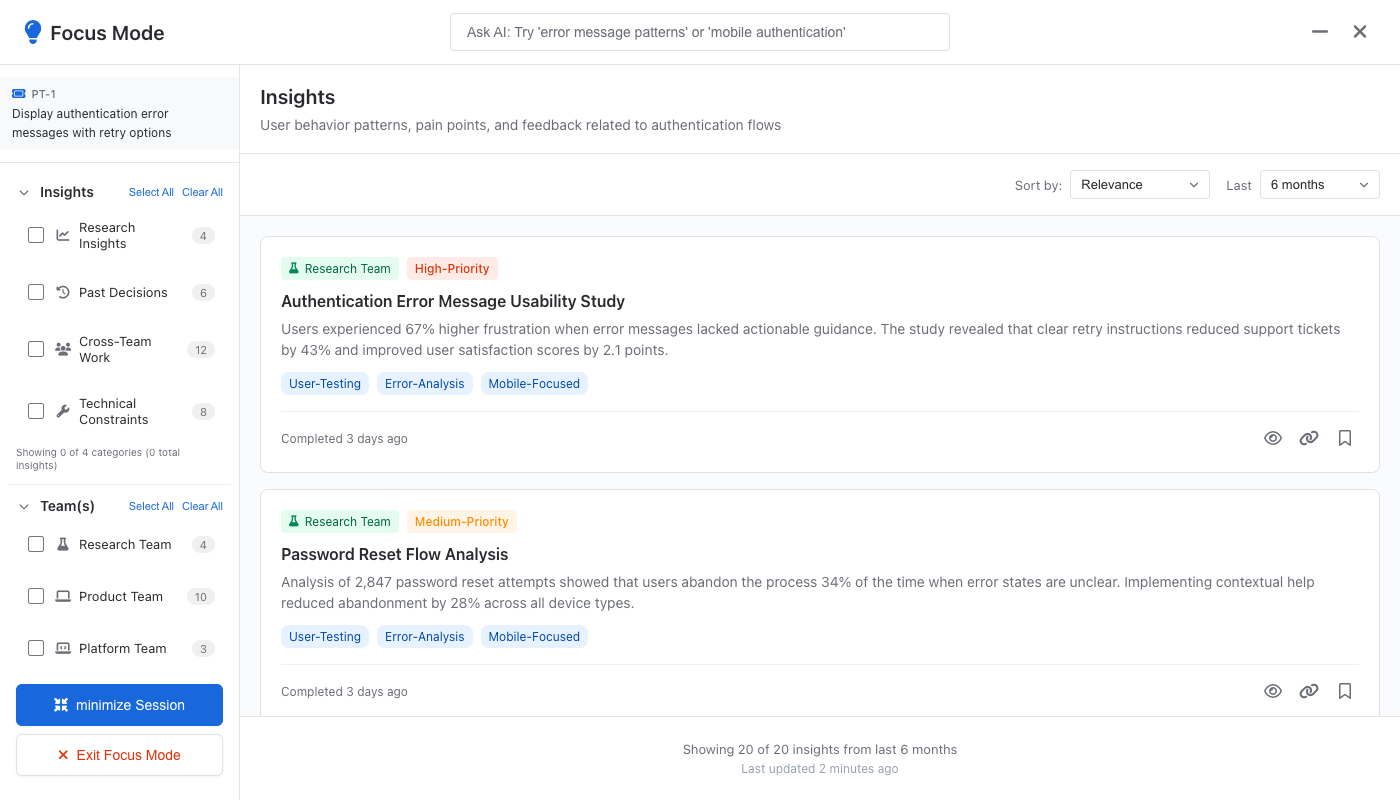 Focus Mode
Ask AI: Try 'error message patterns' or 'mobile authentication'
PT-1
Display authentication error
messages with retry options
Insights
Select All
Clear All
Research
Insights
4
Past Decisions
6
Cross-Team
Work
12
Technical
Constraints
8
Showing 0 of 4 categories (0 total
insights)
Team(s)
Select All
Clear All
Research Team
4
Product Team
10
Platform Team
3
minimize Session
Exit Focus Mode
Insights
User behavior patterns, pain points, and feedback related to authentication flows
Sort by:
Relevance
Last
6 months
Research Team
High-Priority
Authentication Error Message Usability Study
Users experienced 67% higher frustration when error messages lacked actionable guidance. The study revealed that clear retry instructions reduced support tickets
by 43% and improved user satisfaction scores by 2.1 points.
User-Testing
Error-Analysis
Mobile-Focused
Completed 3 days ago
Research Team
Medium-Priority
Password Reset Flow Analysis
Analysis of 2,847 password reset attempts showed that users abandon the process 34% of the time when error states are unclear. Implementing contextual help
reduced abandonment by 28% across all device types.
User-Testing
Error-Analysis
Mobile-Focused
Completed 3 days ago
Showing 20 of 20 insights from last 6 months
Last updated 2 minutes ago